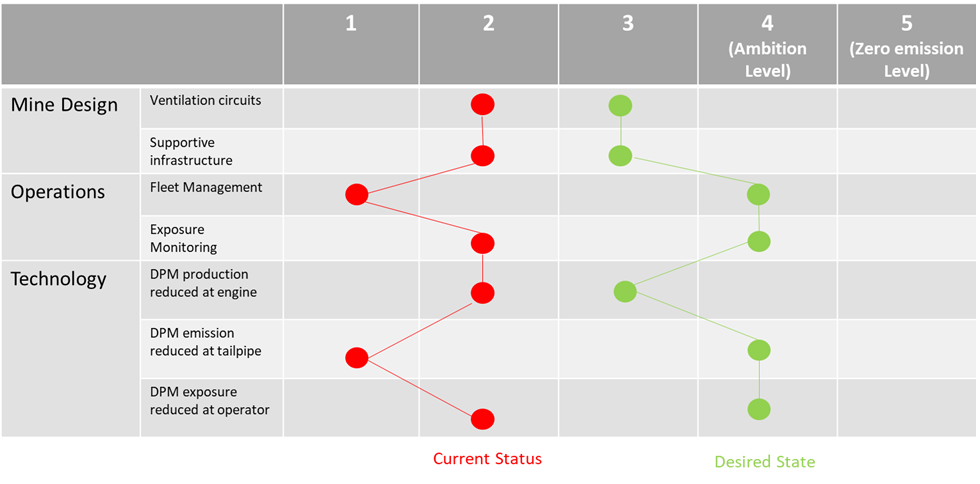 1
2
3
4
(Ambition
Level)
5
(Zero emission
Level)
Mine Design
Ventilation circuits
Supportive
infrastructure
Operations
Fleet Management
Exposure
Monitoring
Technology
DPM production
reduced at engine
DPM emission
reduced at tailpipe
DPM exposure
reduced at operator
Current Status
Desired State